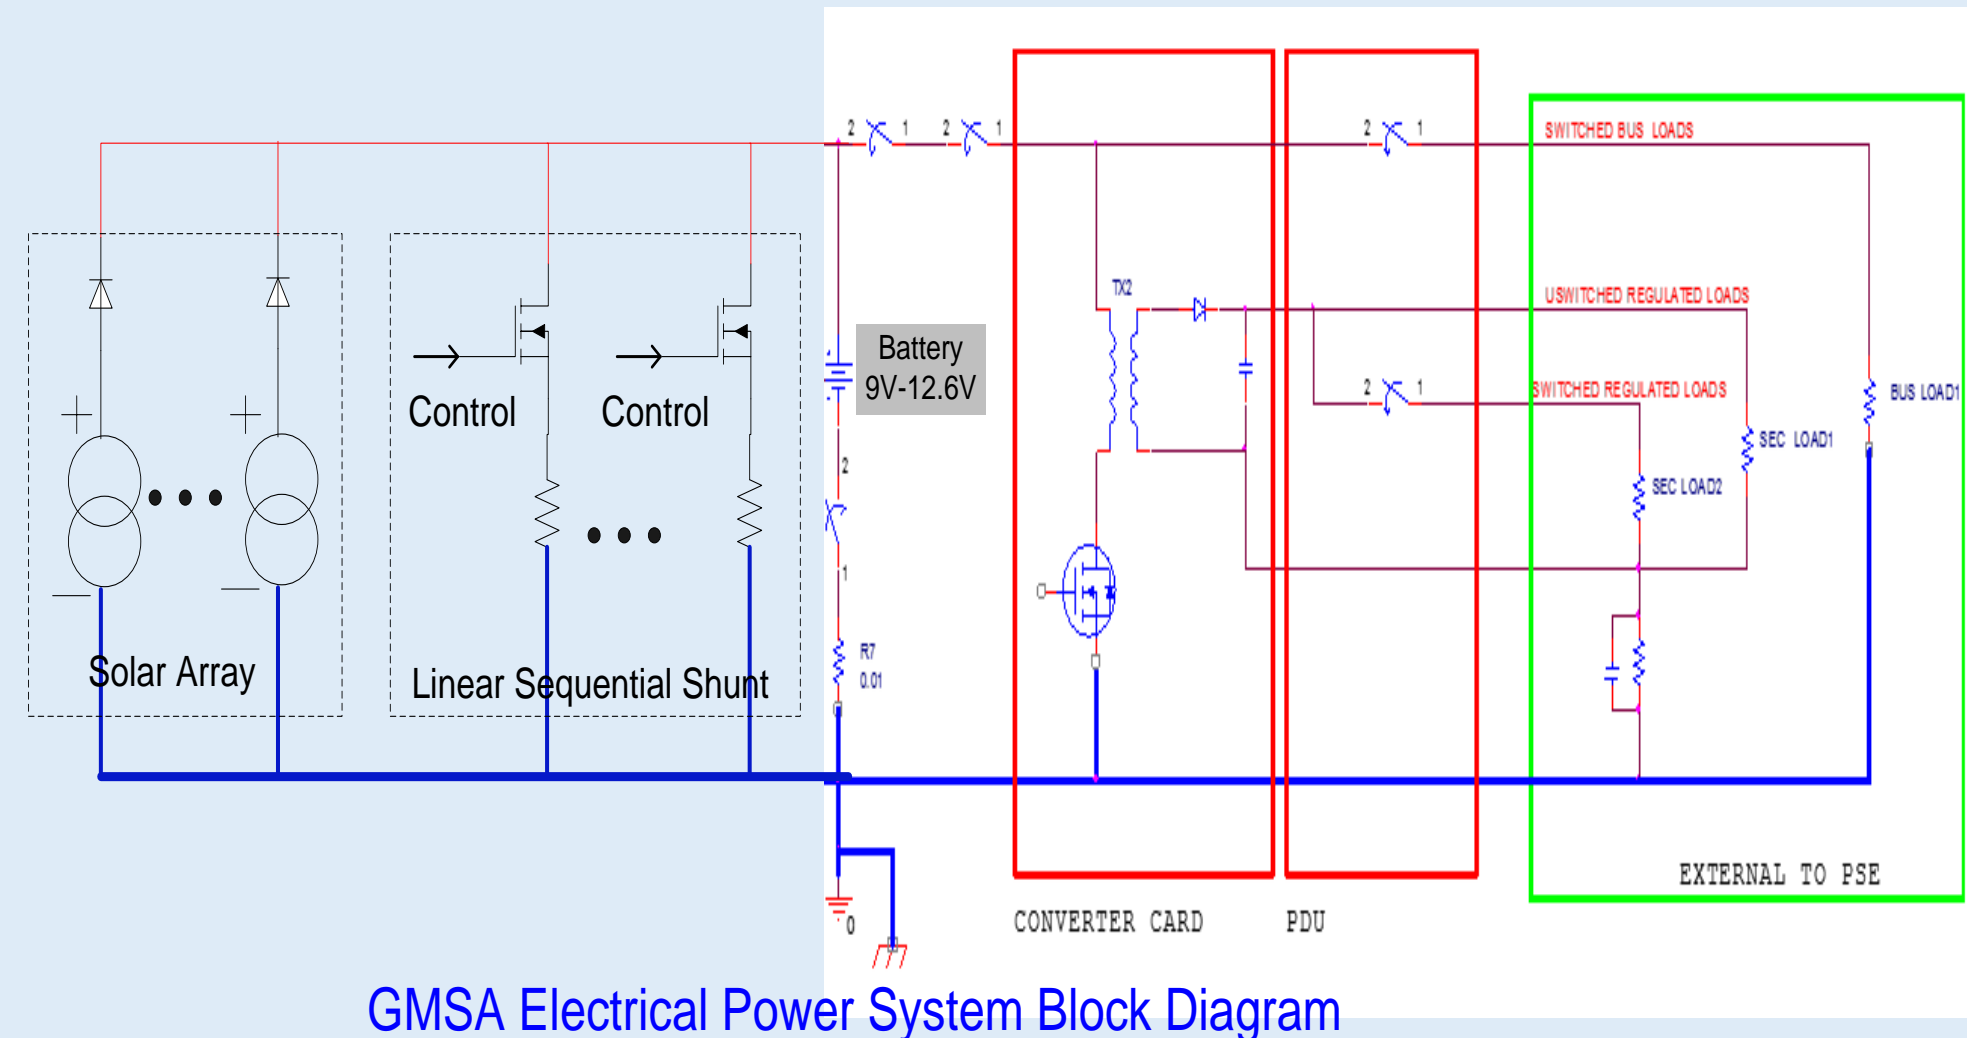 2 1 2 1
2 1
SWITCHED BUS LOADS
TX2
USWITCHED REGULATED LOADS
Battery
9V-12.6V
2 1
SWITCHED REGULATED LOADS
BUS LOAD1
Control
Control
SEC LOAD1
2
SEC LOAD2
1
R7
0.01
Solar Array
Linear Sequential Shunt
EXTERNAL TO PSE
0
CONVERTER CARD
PDU
GMSA Electrical Power System Block Diagram